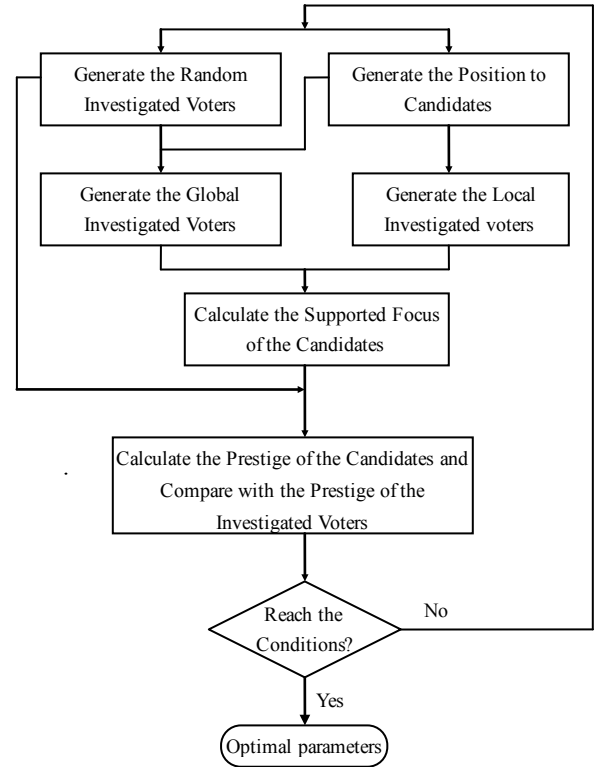 Generate the Random
Investigated Voters
Generate the Position to
Candidates
Generate the Global
Investigated Voters
Generate the Local
Investigated voters
Calculate the Supported Focus
of the Candidates
Calculate the Prestige of the Candidates and
Compare with the Prestige of the
Investigated Voters
Reach the
Conditions?
No
Yes
Optimal parameters